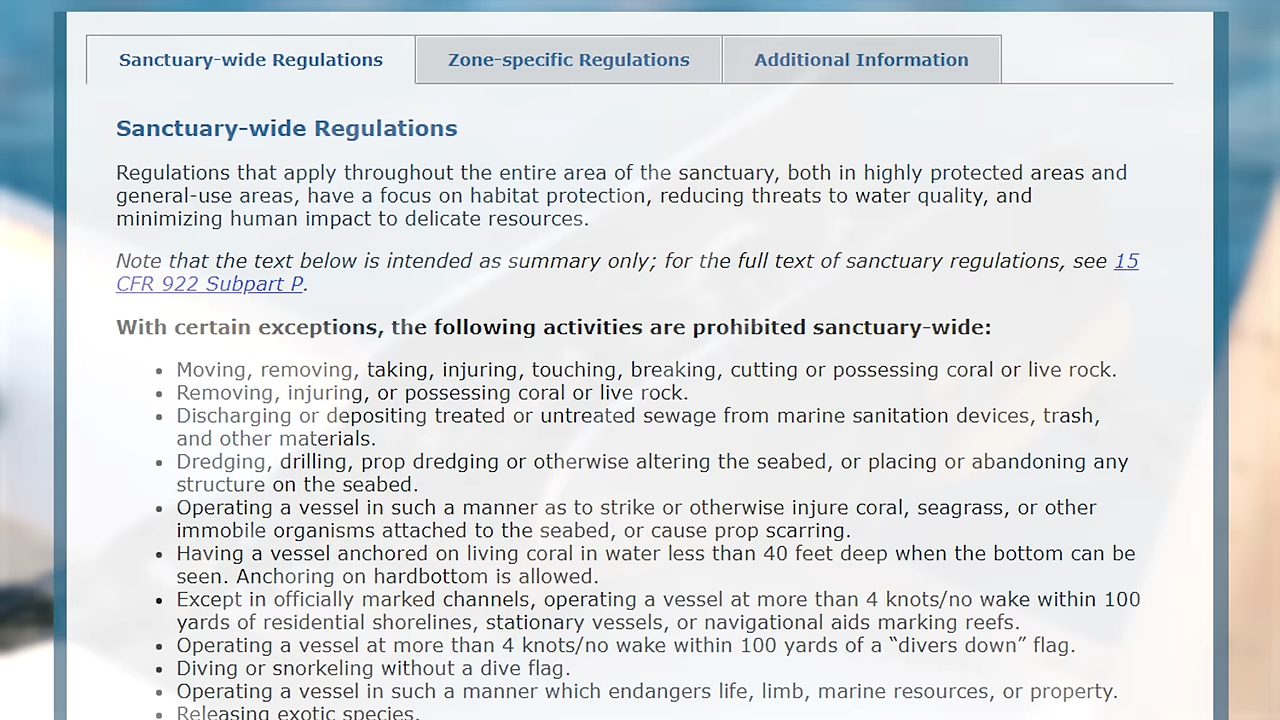 Sanctuary-wide Regulations Zone-specific Regulations Additional Information
Sanctuary-wide Regulations
Regulations that apply throughout the entire area of the sanctuary, both in highly protected areas and
general-use areas, have a focus on habitat protection, reducing threats to water quality, and
minimizing human impact to delicate resources.
Note that the text below is intended as summary only; for the full text of sanctuary regulations, see 15
CFR 922 Subpart P.
With certain exceptions, the following activities are prohibited sanctuary-wide:
• Moving, removing, taking, injuring, touching, breaking, cutting or possessing coral or live rock.
• Removing, injuring, or possessing coral or live rock.
• Discharging or depositing treated or untreated sewage from marine sanitation devices, trash,
and other materials.
• Dredging, drilling, prop dredging or otherwise altering the seabed, or placing or abandoning any
structure on the seabed.
• Operating a vessel in such a manner as to strike or otherwise injure coral, seagrass, or other
immobile organisms attached to the seabed, or cause prop scarring.
• Having a vessel anchored on living coral in water less than 40 feet deep when the bottom can be
seen. Anchoring on hardbottom is allowed.
• Except in officially marked channels, operating a vessel at more than 4 knots/no wake within 100
yards of residential shorelines, stationary vessels, or navigational aids marking reefs.
• Operating a vessel at more than 4 knots/no wake within 100 yards of a “divers down” flag.
• Diving or snorkeling without a dive flag.
• Operating a vessel in such a manner which endangers life, limb, marine resources, or property.
• Releasing exotic species.